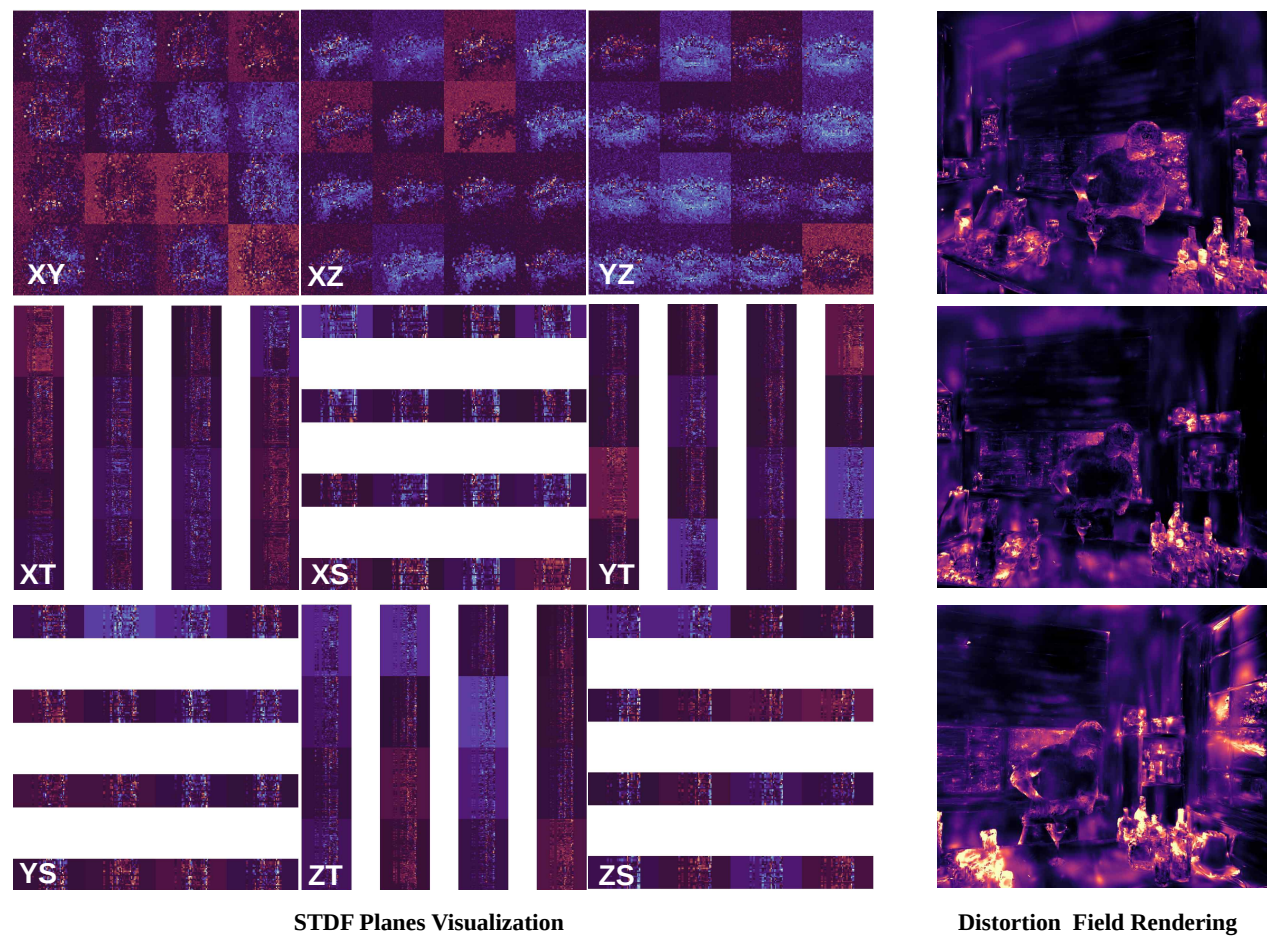 XY
XZ
YZ
XT
XS
YT
YS
ZT
ZS
STDF Planes Visualization
Distortion Field Rendering